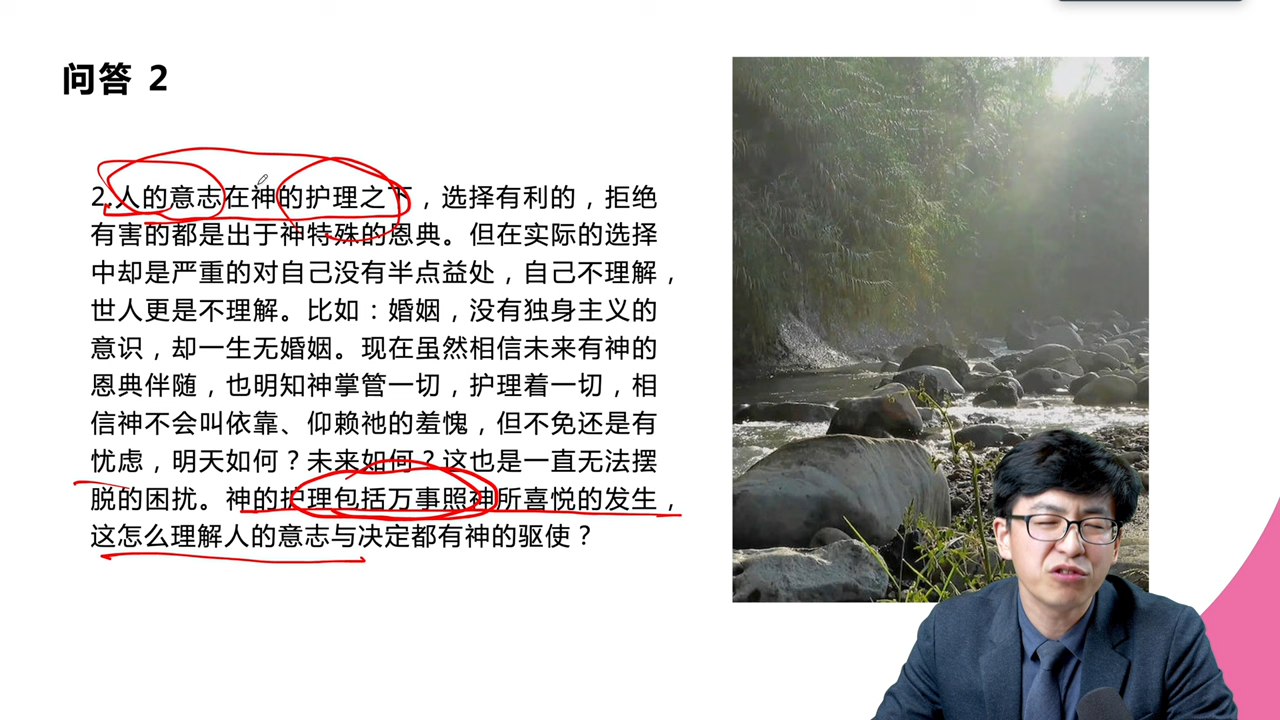 问答 2
2.人的意志在神的护理之下，选择有利的，拒绝
有害的都是出于神特殊的恩典。但在实际的选择
中却是严重的对自己没有半点益处，自己不理解，
世人更是不理解。比如：婚姻，没有独身主义的
意识，却一生无婚姻。现在虽然相信未来有神的
恩典伴随，也明知神掌管一切，护理着一切，相
信神不会叫依靠、仰赖祂的羞愧，但不免还是有
忧虑，明天如何？未来如何？这也是一直无法摆
脱的困扰。神的护理包括万事照神所喜悦的发生，
这怎么理解人的意志与决定都有神的驱使？